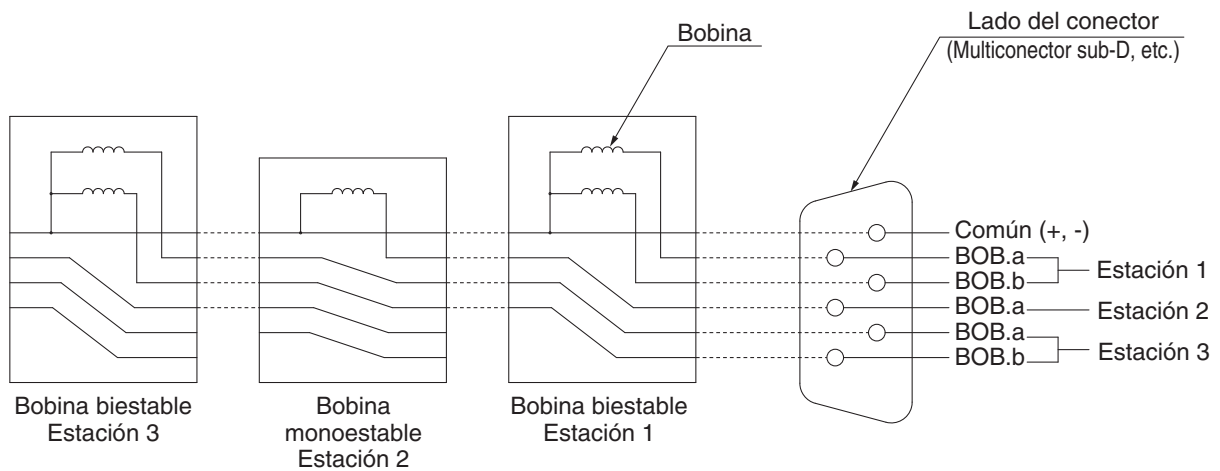 Lado del conector
(Multiconector sub-D, etc.)
Bobina
Común (+, -)
BOB.a
BOB.b
Estación 1
BOB.a
Estación 2
BOB.a
BOB.b
Estación 3
Bobina biestable
Estación 3
Bobina
monoestable
Estación 2
Bobina biestable
Estación 1